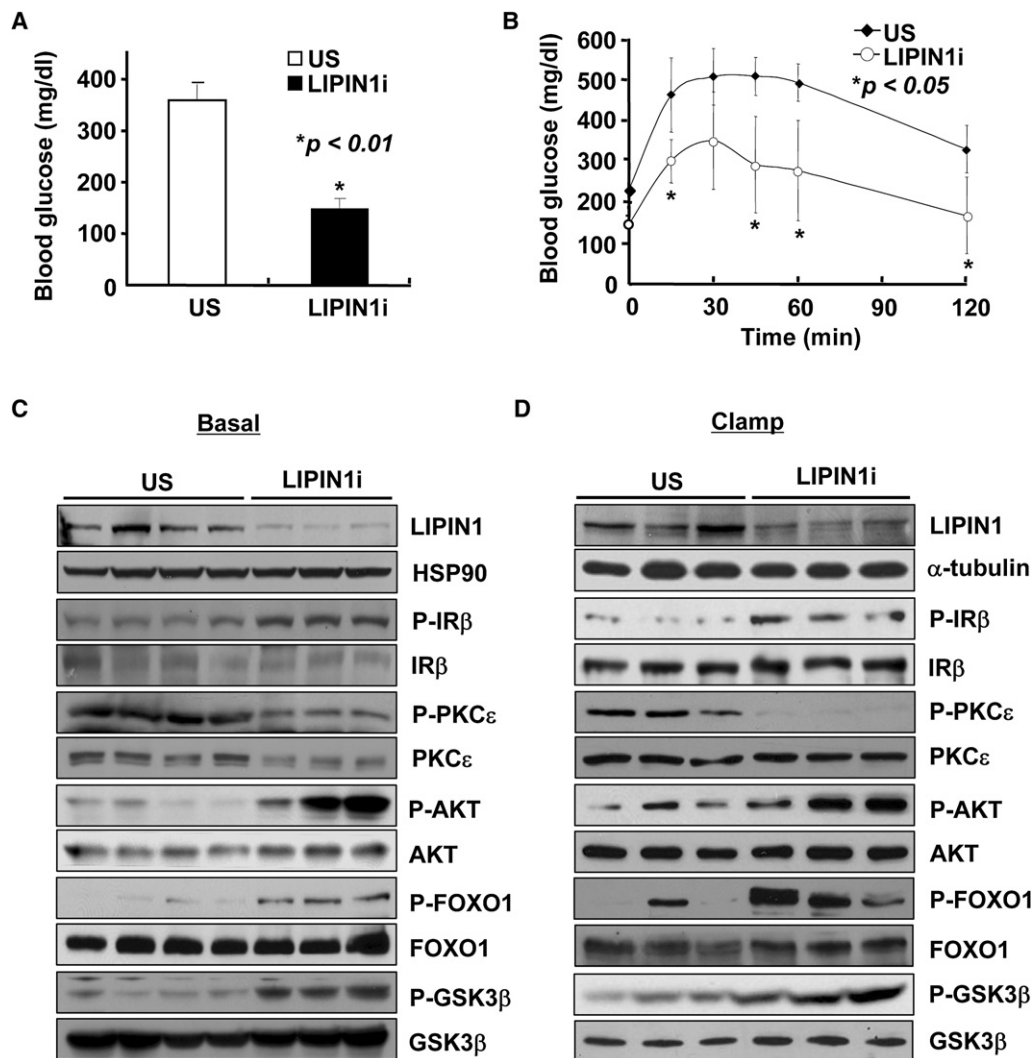 A
US
LIPIN1i
*p < 0.01
Blood glucose (mg/dl)
400
300
200
100
0
*
US
LIPIN1i
B
US
LIPIN1i
*p < 0.05
Blood glucose (mg/dl)
600
500
400
300
200
100
0
*
*
*
*
0
30
60
90
120
Time (min)
C
Basal
US
LIPIN1i
LIPIN1
HSP90
P-IRβ
IRβ
P-PKCε
PKCε
P-AKT
AKT
P-FOXO1
FOXO1
P-GSK3β
GSK3β
D
Clamp
US
LIPIN1i
LIPIN1
α-tubulin
P-IRβ
IRβ
P-PKCε
PKCε
P-AKT
AKT
P-FOXO1
FOXO1
P-GSK3β
GSK3β